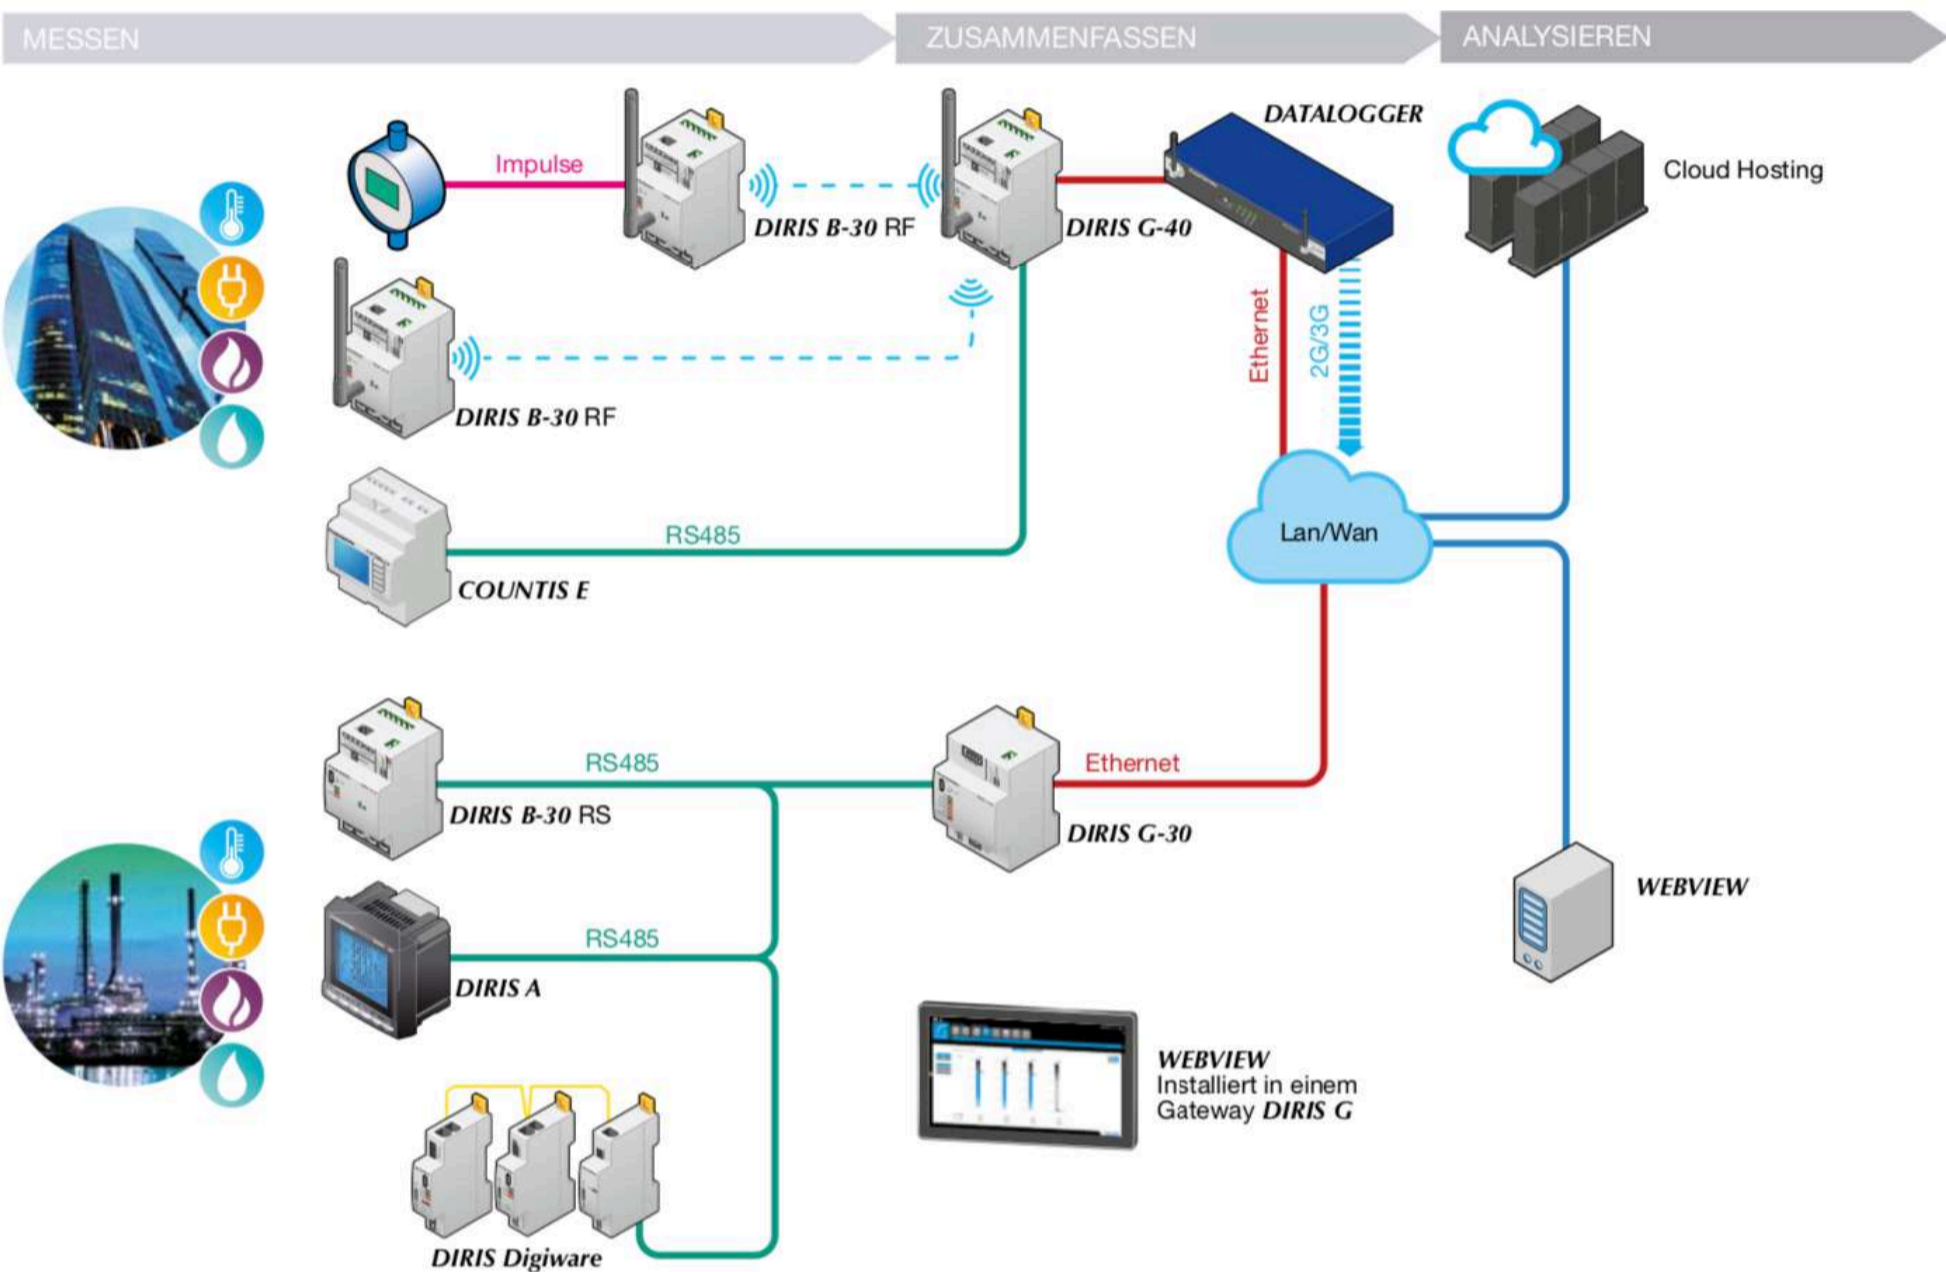 MESSEN
ZUSAMMENFASSEN
ANALYSIEREN
DATALOGGER
Impulse
Cloud Hosting
DIRIS B-30 RF
DIRIS G-40
Ethernet
2G/3G
DIRIS B-30 RF
RS485
Lan/Wan
COUNTIS E
RS485
Ethernet
DIRIS B-30 RS
DIRIS G-30
WEBVIEW
RS485
DIRIS A
WEBVIEW
Installiert in einem
Gateway DIRIS G
DIRIS Digiware